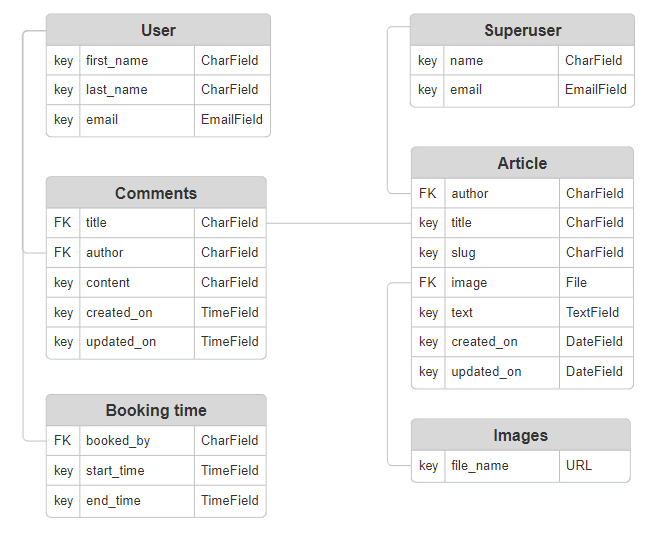 User
key first_name CharField
key last_name CharField
key email EmailField
Comments
FK title CharField
FK author CharField
key content CharField
key created_on TimeField
key updated_on TimeField
Booking time
FK booked_by CharField
key start_time TimeField
key end_time TimeField
Superuser
key name CharField
key email EmailField
Article
FK author CharField
key title CharField
key slug CharField
FK image File
key text TextField
key created_on DateField
key updated_on DateField
Images
key file_name URL